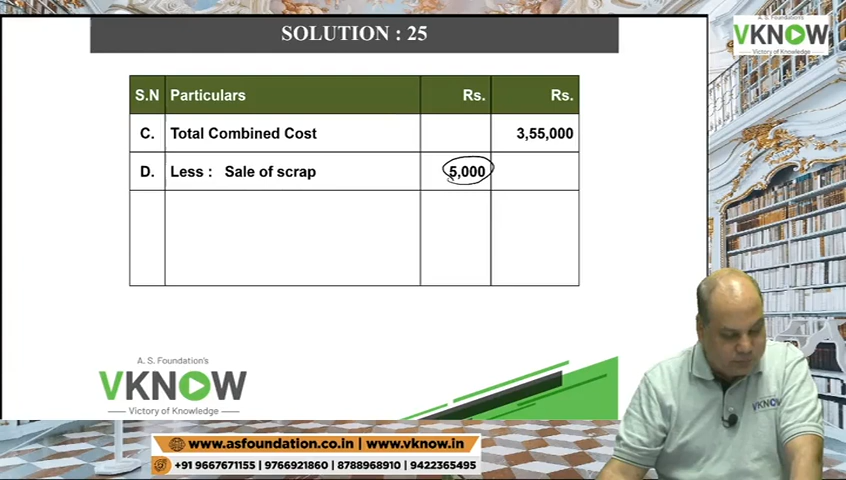 SOLUTION : 25
A. S. Foundation's
VKNOW
Victory of Knowledge
S.N Particulars Rs. Rs.
C. Total Combined Cost 3,55,000
D. Less : Sale of scrap 5,000
A. S. Foundation's
VKNOW
Victory of Knowledge
VKNOW
www.asfoundation.co.in | www.vknow.in
+91 9667671155 | 9766921860 | 8788968910 | 9422365495